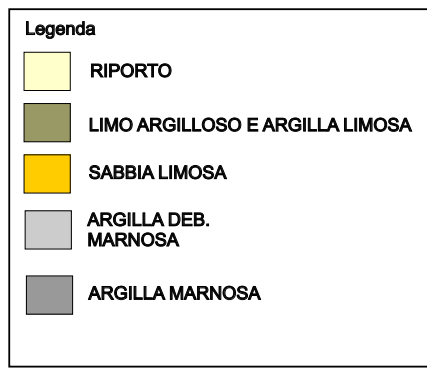 Legenda
RIPORTO
LIMO ARGILLOSO E ARGILLA LIMOSA
SABBIA LIMOSA
ARGILLA DEB.
MARNOSA
ARGILLA MARNOSA